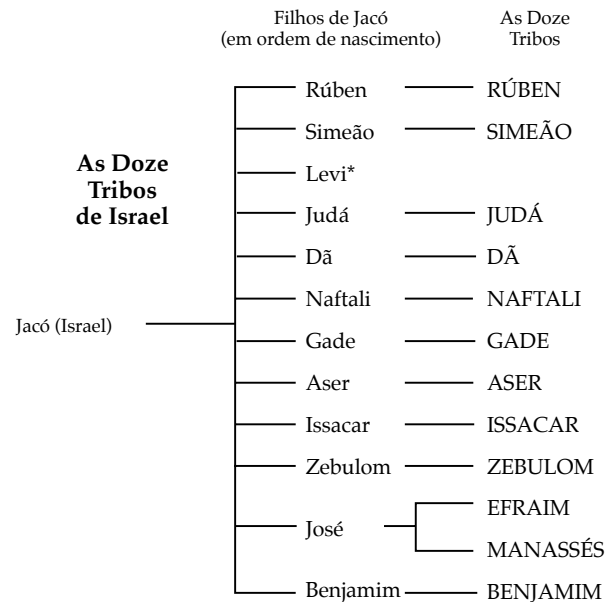 Filhos de Jacó
(em ordem de nascimento)
As Doze
Tribos
As Doze
Tribos
de Israel
Jacó (Israel)
Rúben RÚBEN
Simeão SIMEÃO
Levi*
Judá JUDÁ
Dã DÃ
Naftali NAFTALI
Gade GADE
Aser ASER
Issacar ISSACAR
Zebulom ZEBULOM
José
EFRAIM
MANASSÉS
Benjamim BENJAMIM